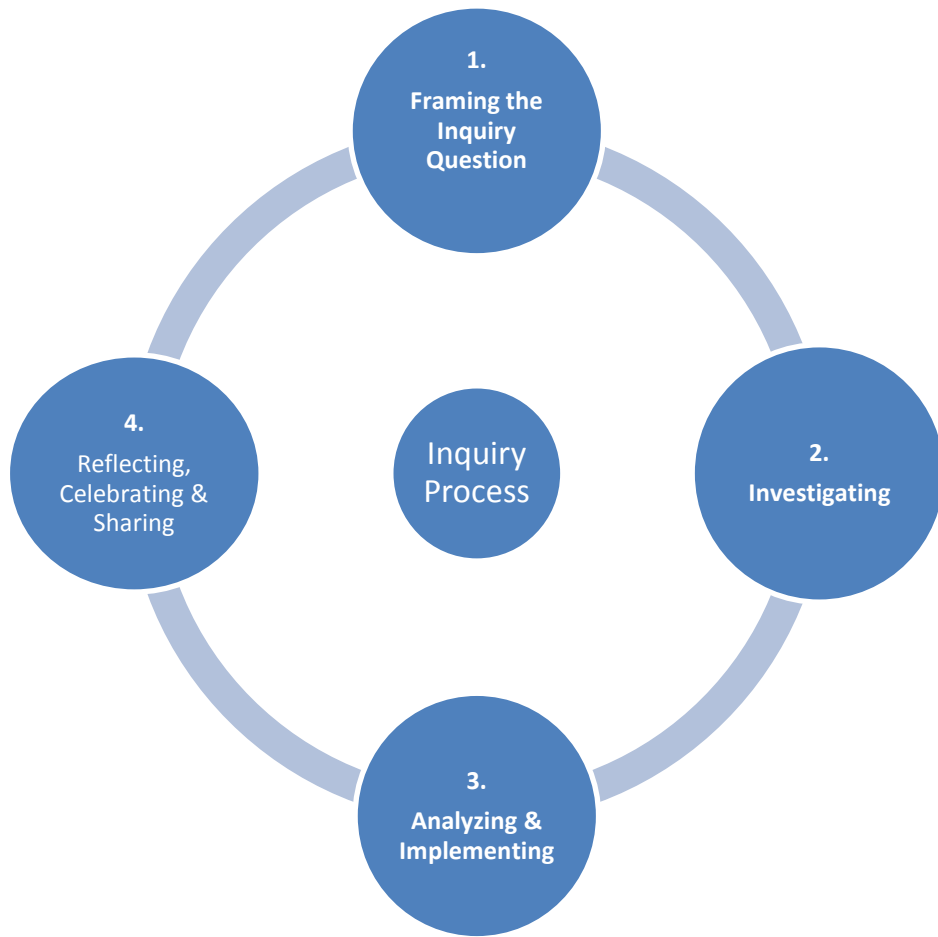 1.
Framing the
Inquiry
Question
2.
Investigating
3.
Analyzing &
Implementing
4.
Reflecting,
Celebrating &
Sharing
Inquiry
Process